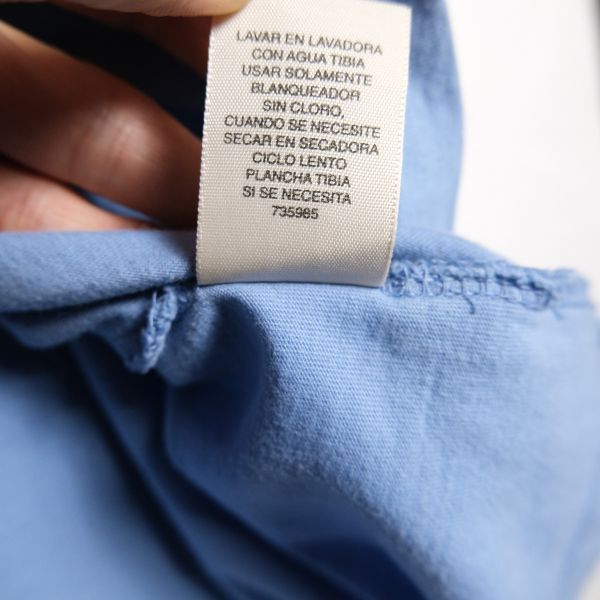 LAVAR EN LAVADORA
CON AGUA TIBIA
USAR SOLAMENTE
BLANQUEADOR
SIN CLORO,
CUANDO SE NECESITE
SECAR EN SECADORA
CICLO LENTO
PLANCHA TIBIA
SI SE NECESITA
735985